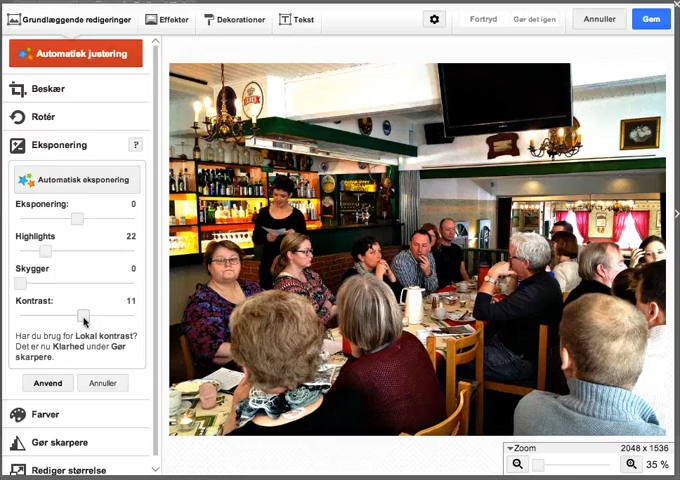 Grundlæggende redigeringer
Effekter
Dekorationer
Tekst
Fortryd
Gør det igen
Annuller
Gem
Automatisk justering
Beskær
Rotér
Eksponering
?
Automatisk eksponering
Eksponering: 0
Highlights 22
Skygger 0
Kontrast: 11
Har du brug for Lokal kontrast?
Det er nu Klarhed under Gør
skarpere.
Anvend
Annuller
Farver
Gør skarpere
Rediger størrelse
Zoom
2048 x 1536
35 %